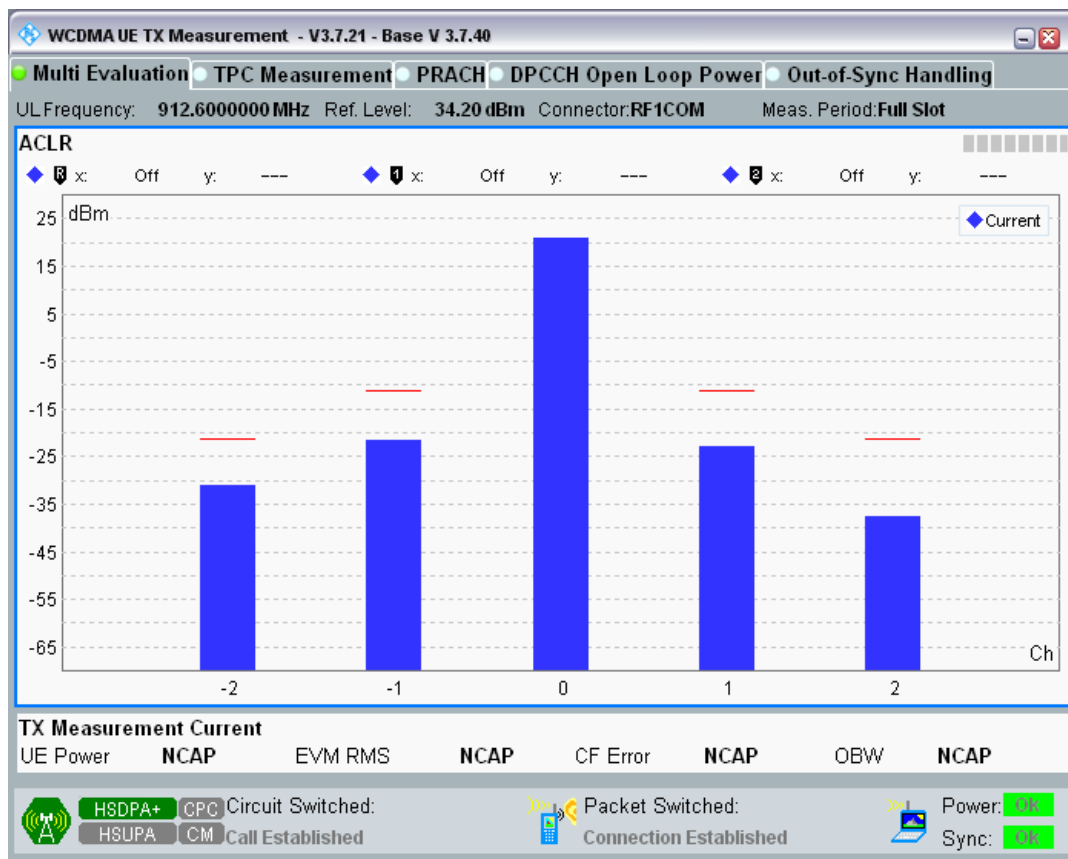 WCDMA UE TX Measurement - V3.7.21 - Base V 3.7.40
Multi Evaluation TPC Measurement PRACH DPCCH Open Loop Power Out-of-Sync Handling
UL Frequency: 912.6000000 MHz Ref. Level: 34.20 dBm Connector:RF1COM Meas. Period:Full Slot
ACLR
R x: Off y: --- 1 x: Off y: --- 2 x: Off y: ---
dBm
Current
25
15
5
-5
-15
-25
-35
-45
-55
-65
Ch
-2 -1 0 1 2
TX Measurement Current
UE Power NCAP EVM RMS NCAP CF Error NCAP OBW NCAP
HSDPA+ CPC Circuit Switched: Packet Switched: Power: OK
HSUPA CM Call Established Connection Established Sync: OK